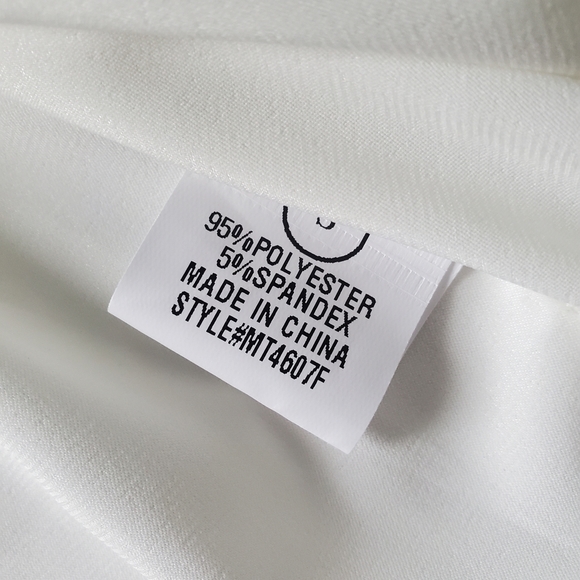 S
95%POLYESTER
5%SPANDEX
MADE IN CHINA
STYLE#MT4607F